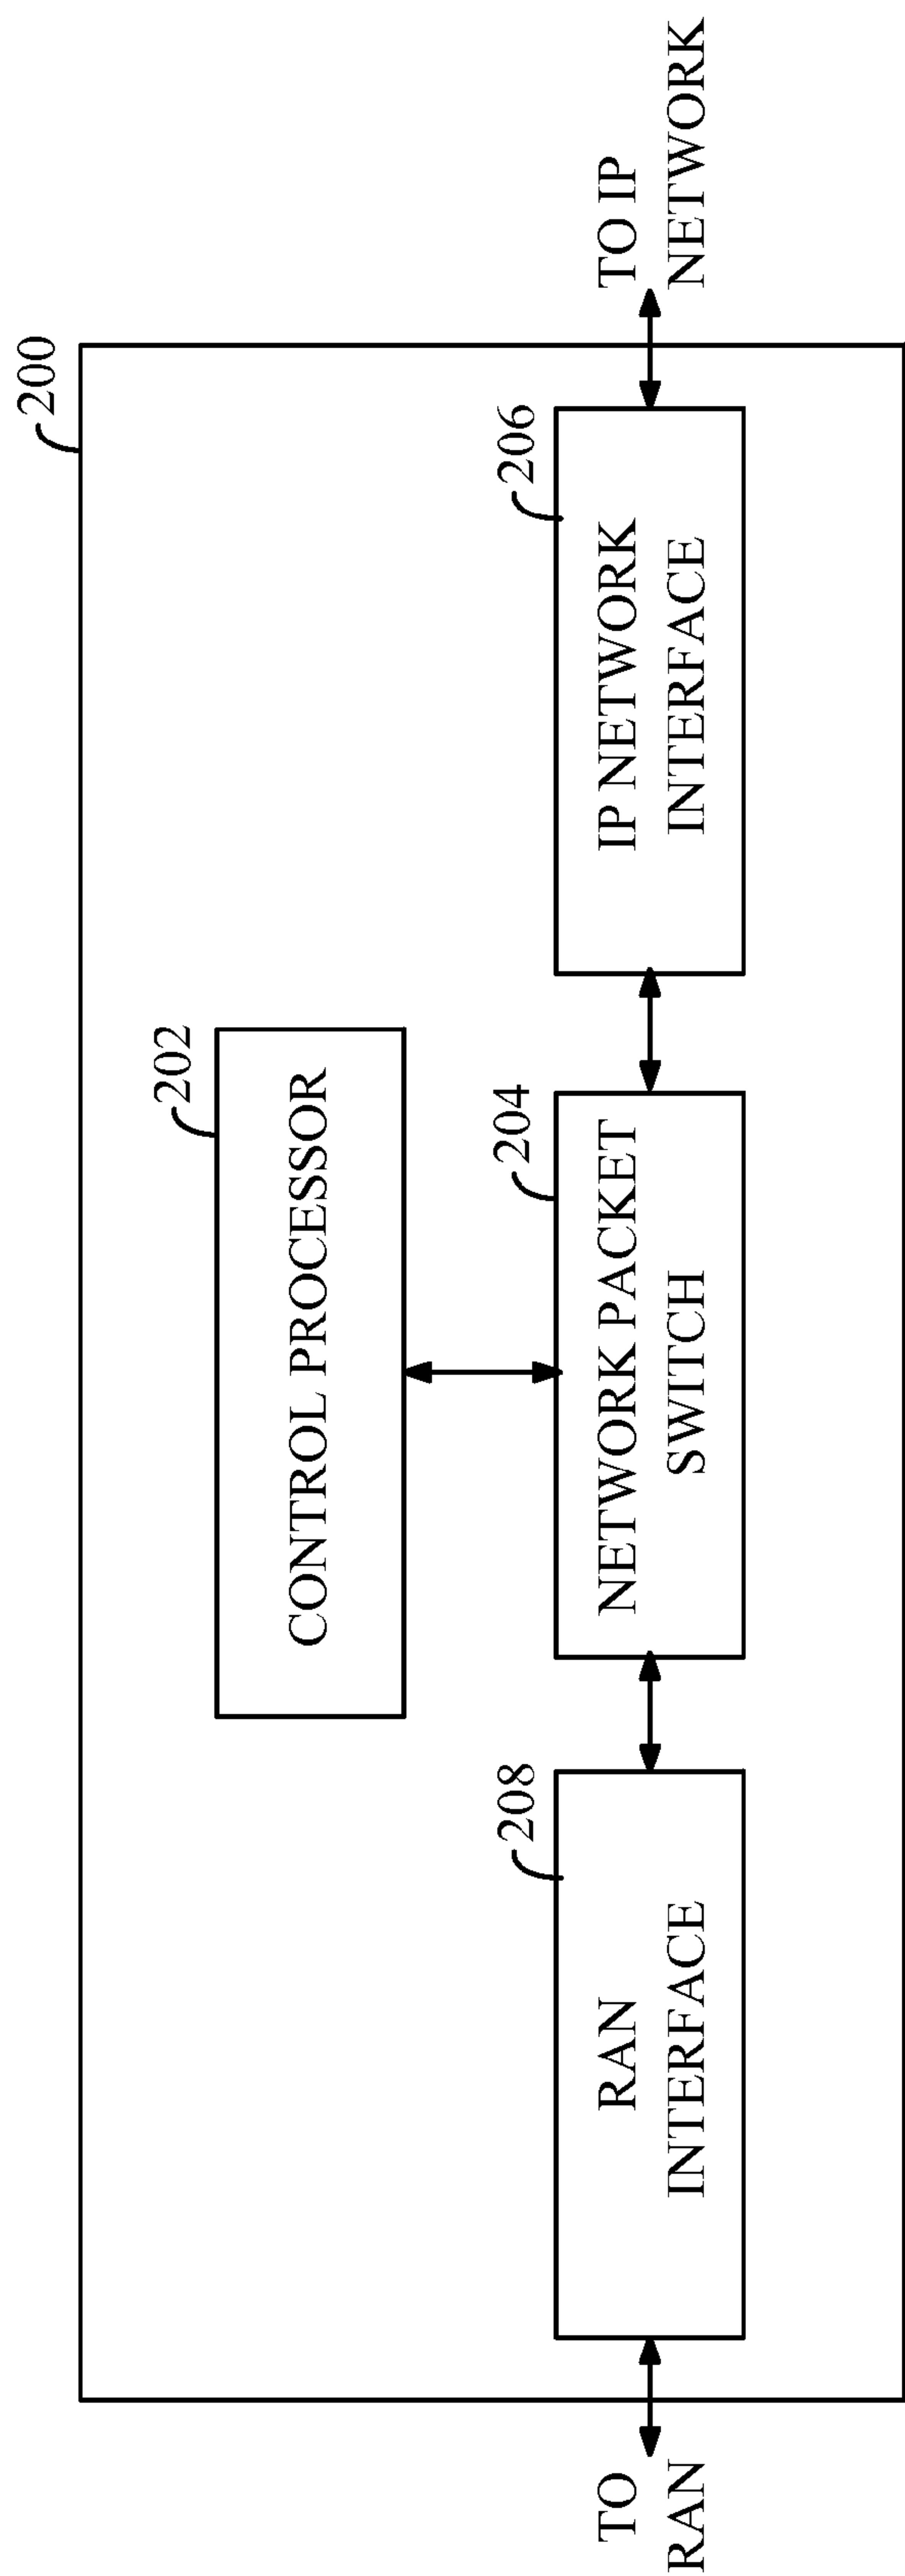 200
202
CONTROL PROCESSOR
208
204
206
TO
RAN
RAN
INTERFACE
NETWORK PACKET
SWITCH
IP NETWORK
INTERFACE
TO IP
NETWORK